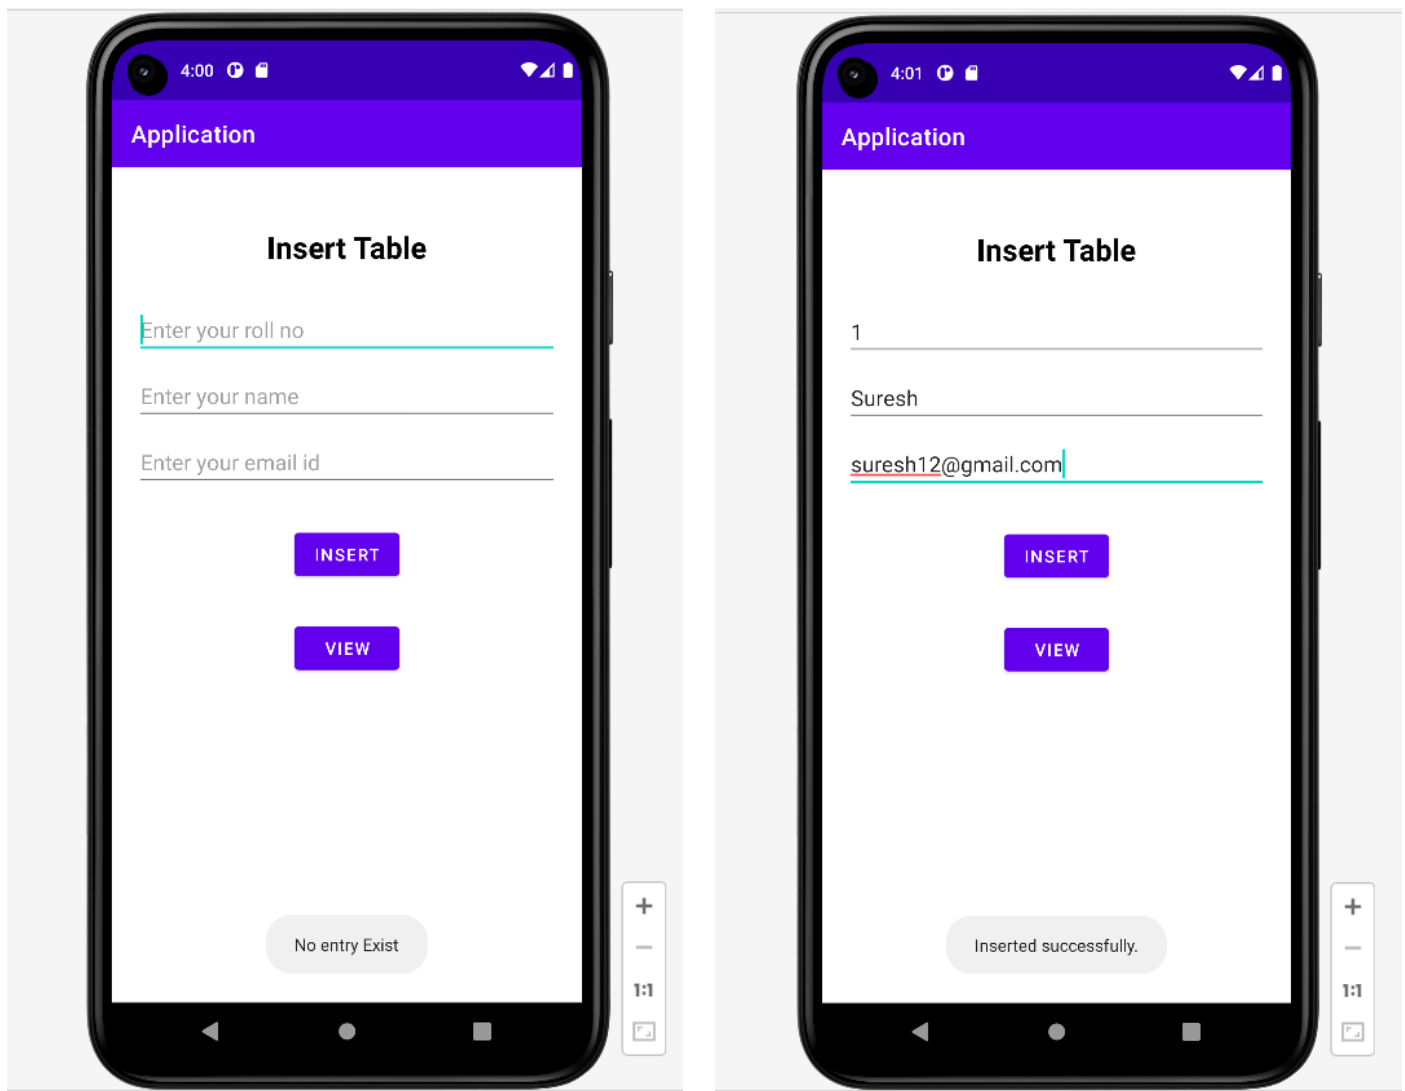 4:00
Application
Insert Table
Enter your roll no
Enter your name
Enter your email id
INSERT
VIEW
No entry Exist
1:1
4:01
Application
Insert Table
1
Suresh
suresh12@gmail.com
INSERT
VIEW
Inserted successfully.
1:1